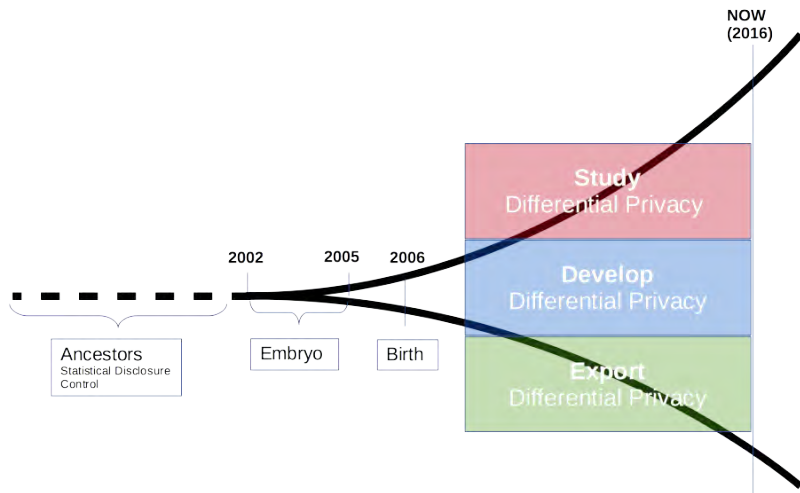 NOW
(2016)
Study
Differential Privacy
2002
2005
2006
Develop
Differential Privacy
Ancestors
Statistical Disclosure
Control
Embryo
Birth
Export
Differential Privacy